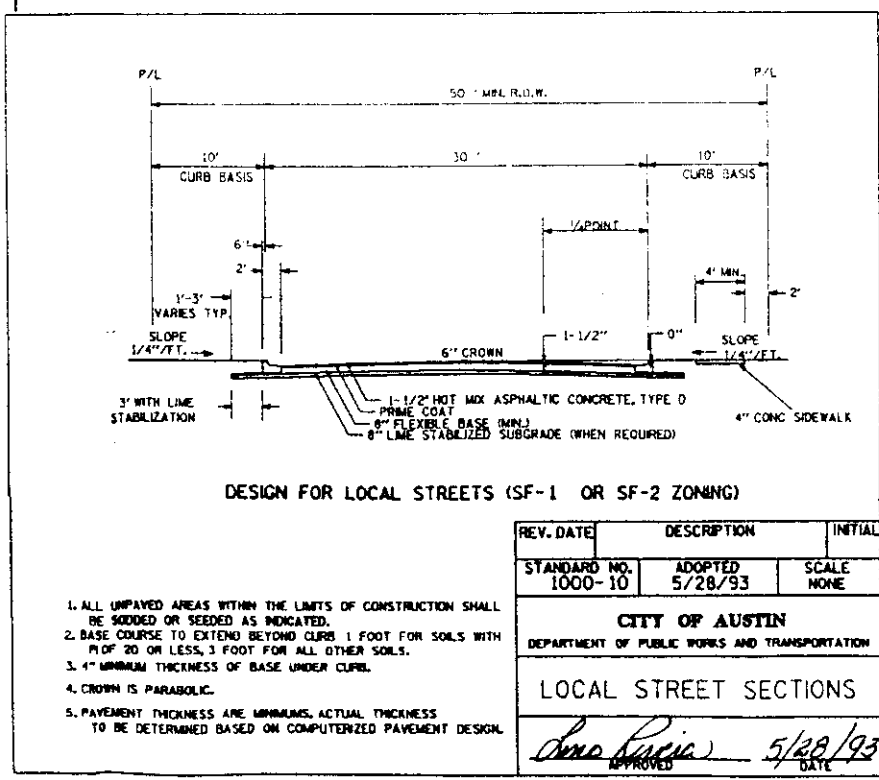 P/L
P/L
50' MIN. R.O.W.
10'
30'
10'
CURB BASIS
CURB BASIS
1/4 POINT
6"
2'
4' MIN.
2'
1'-3'
VARIES TYP.
SLOPE
1/4"/FT.
6" CROWN
1-1/2"
0"
SLOPE
1/4"/FT.
3' WITH LIME
STABILIZATION
1-1/2" HOT MIX ASPHALTIC CONCRETE, TYPE D
PRIME COAT
FLEXIBLE BASE (MIN.)
LIME STABILIZED SUBGRADE (WHEN REQUIRED)
4" CONC SIDEWALK
DESIGN FOR LOCAL STREETS (SF-1 OR SF-2 ZONING)
REV. DATE DESCRIPTION INITIAL
STANDARD NO. ADOPTED SCALE
1000-10 5/28/93 NONE
CITY OF AUSTIN
DEPARTMENT OF PUBLIC WORKS AND TRANSPORTATION
LOCAL STREET SECTIONS
5/28/93
APPROVED DATE
1. ALL UNPAVED AREAS WITHIN THE LIMITS OF CONSTRUCTION SHALL
BE SODDED OR SEEDED AS INDICATED.
2. BASE COURSE TO EXTEND BEYOND CURB 1 FOOT FOR SOILS WITH
PI OF 20 OR LESS, 3 FOOT FOR ALL OTHER SOILS.
3. 4" MINIMUM THICKNESS OF BASE UNDER CURB.
4. CROWN IS PARABOLIC.
5. PAVEMENT THICKNESS ARE MINIMUMS. ACTUAL THICKNESS
TO BE DETERMINED BASED ON COMPUTERIZED PAVEMENT DESIGN.